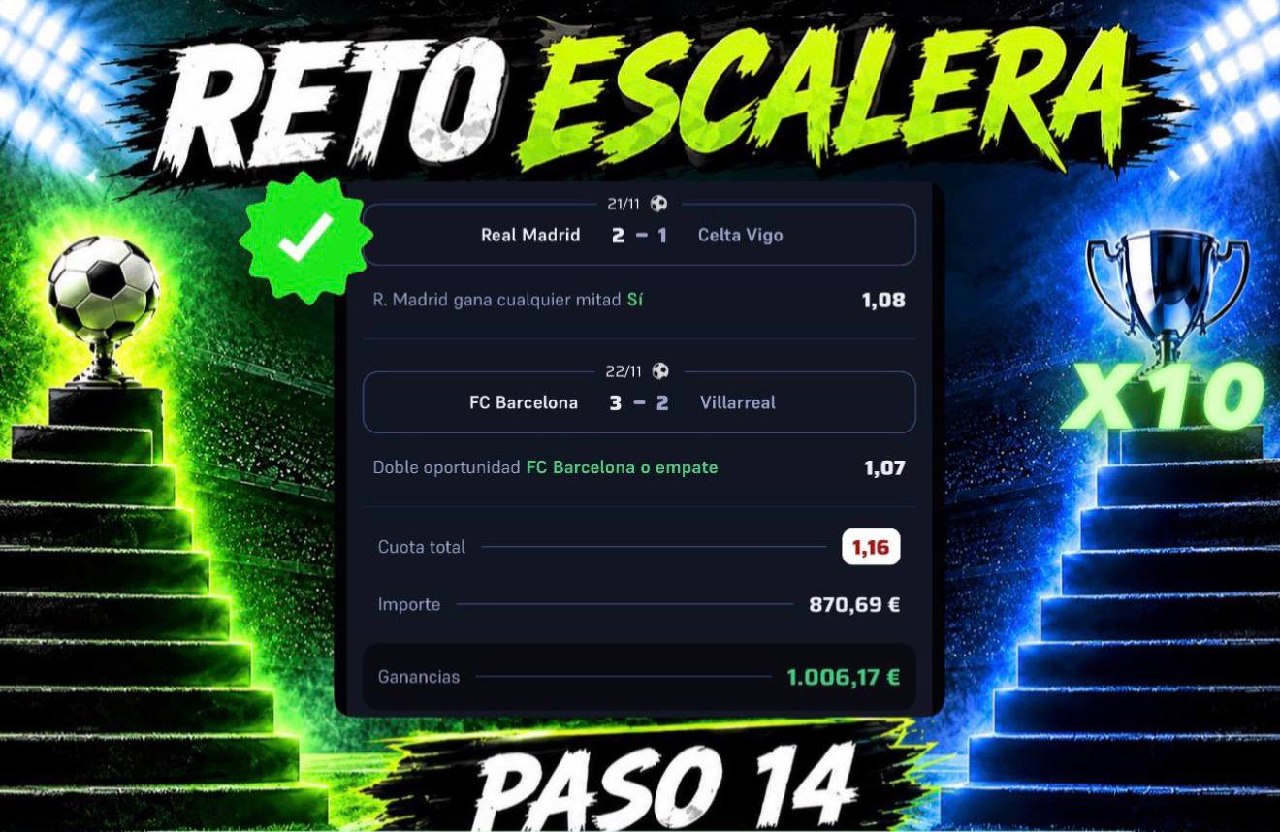 RETO ESCALERA
21/11
Real Madrid 2 - 1 Celta Vigo
R. Madrid gana cualquier mitad Sí 1,08
22/11
FC Barcelona 3 - 2 Villarreal
X10
Doble oportunidad FC Barcelona o empate 1,07
Cuota total 1,16
Importe 870,69 €
Ganancias 1.006,17 €
PASO 14